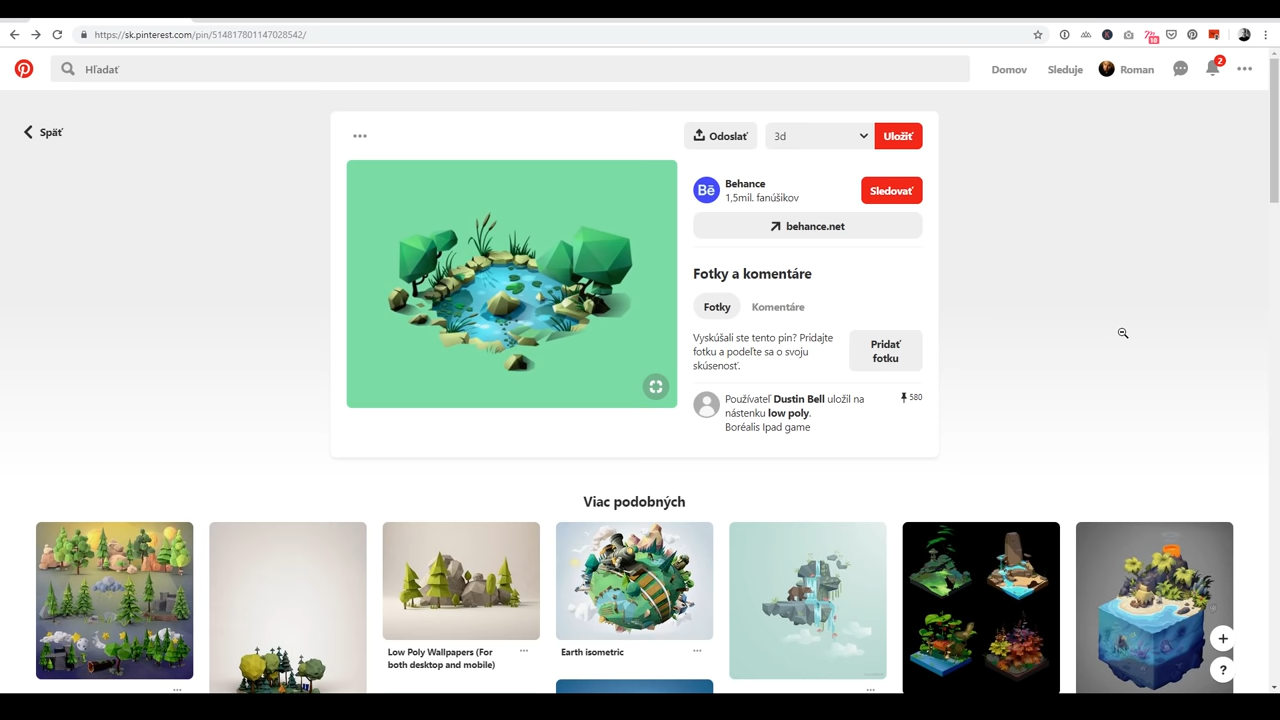 https://sk.pinterest.com/pin/514817801147028542/
Hľadať
Domov
Sleduje
Roman
2
Späť
Odoslať
3d
Uložiť
Bē
Behance
1,5mil. fanúšikov
Sledovať
behance.net
Fotky a komentáre
Fotky
Komentáre
Vyskúšali ste tento pin? Pridajte
fotku a podeľte sa o svoju
skúsenosť.
Pridať
fotku
Používateľ Dustin Bell uložil na
nástenku low poly.
Boréalis Ipad game
580
Viac podobných
Low Poly Wallpapers (For
both desktop and mobile)
Earth isometric
+
?